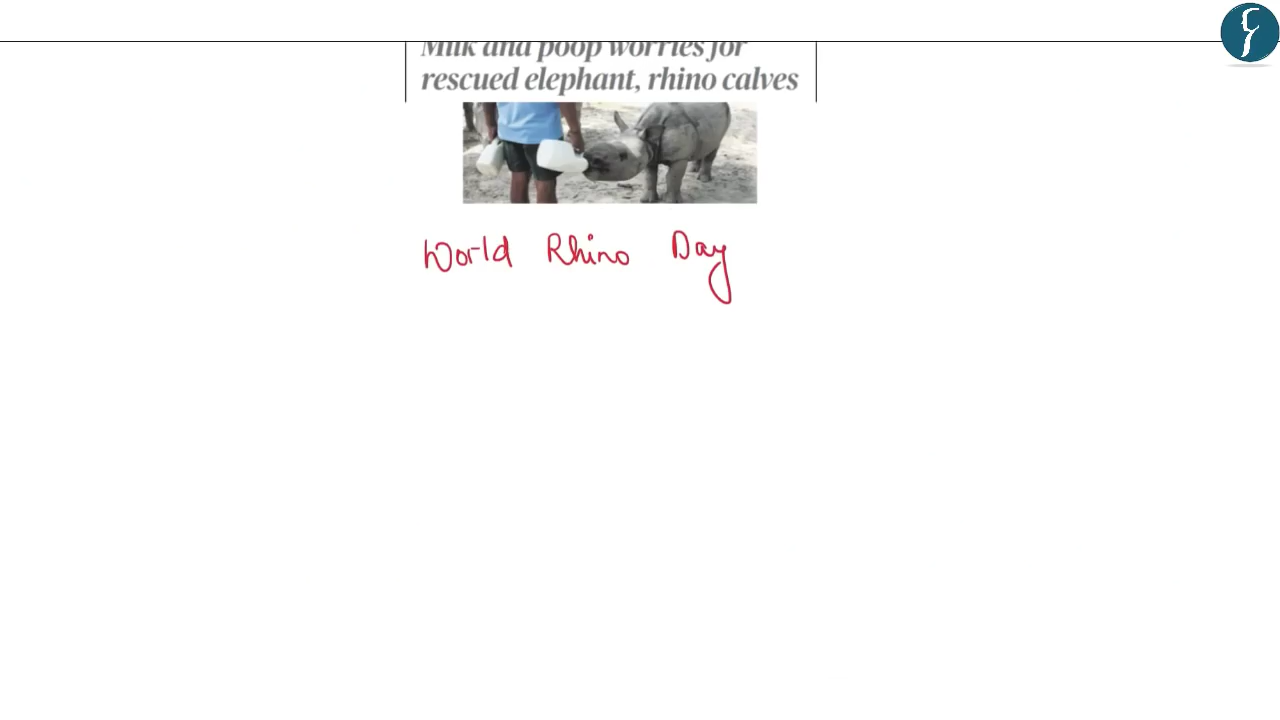 Milk and poop worries for
rescued elephant, rhino calves
World Rhino Day